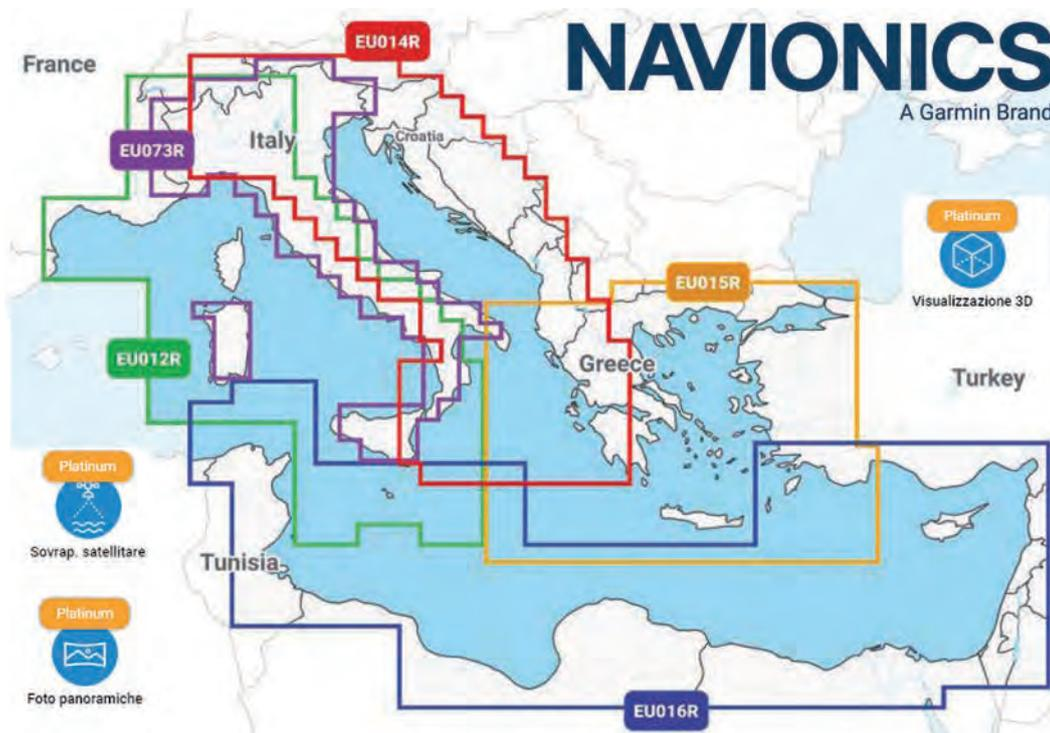 NAVIONICS
A Garmin Brand
EU014R
France
Italy
Croatia
EU073R
Platinum
Visualizzazione 3D
EU015R
EU012R
Greece
Turkey
Platinum
Sovrap. satellitare
Tunisia
Platinum
Foto panoramiche
EU016R